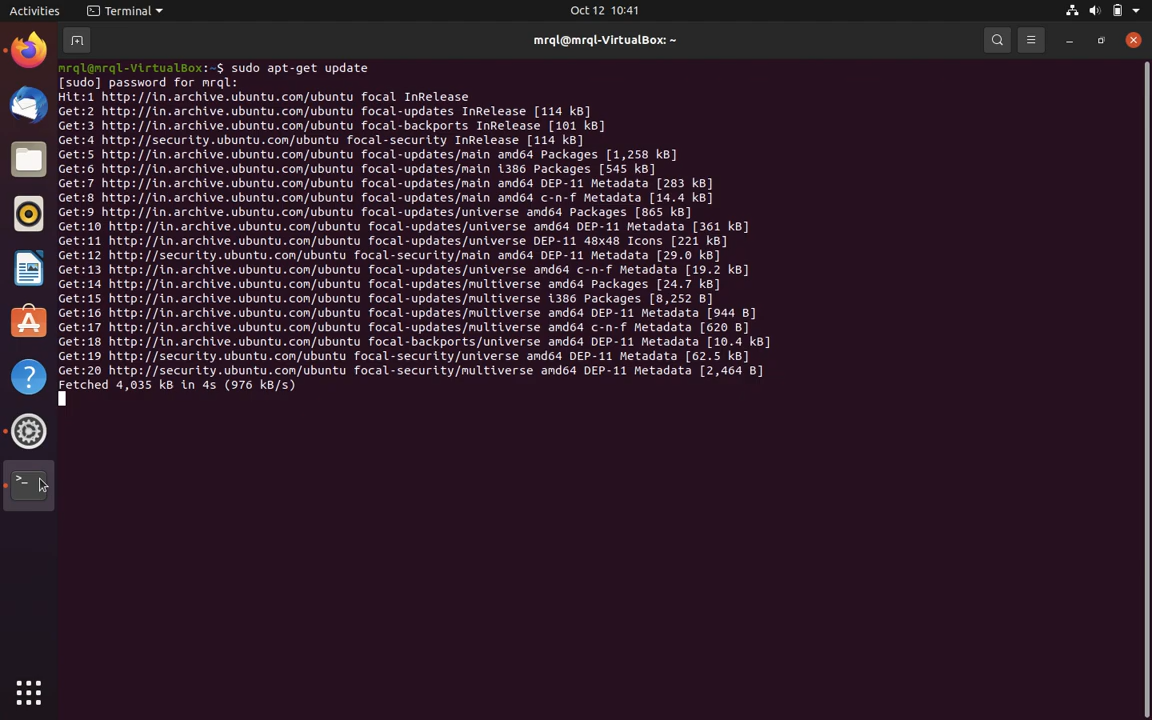 Activities
Terminal
Oct 12 10:41
mrql@mrql-VirtualBox: ~
mrql@mrql-VirtualBox:~$ sudo apt-get update
[sudo] password for mrql:
Hit:1 http://in.archive.ubuntu.com/ubuntu focal InRelease
Get:2 http://in.archive.ubuntu.com/ubuntu focal-updates InRelease [114 kB]
Get:3 http://in.archive.ubuntu.com/ubuntu focal-backports InRelease [101 kB]
Get:4 http://security.ubuntu.com/ubuntu focal-security InRelease [114 kB]
Get:5 http://in.archive.ubuntu.com/ubuntu focal-updates/main amd64 Packages [1,258 kB]
Get:6 http://in.archive.ubuntu.com/ubuntu focal-updates/main i386 Packages [545 kB]
Get:7 http://in.archive.ubuntu.com/ubuntu focal-updates/main amd64 DEP-11 Metadata [283 kB]
Get:8 http://in.archive.ubuntu.com/ubuntu focal-updates/main amd64 c-n-f Metadata [14.4 kB]
Get:9 http://in.archive.ubuntu.com/ubuntu focal-updates/universe amd64 Packages [865 kB]
Get:10 http://in.archive.ubuntu.com/ubuntu focal-updates/universe amd64 DEP-11 Metadata [361 kB]
Get:11 http://in.archive.ubuntu.com/ubuntu focal-updates/universe DEP-11 48x48 Icons [221 kB]
Get:12 http://security.ubuntu.com/ubuntu focal-security/main amd64 DEP-11 Metadata [29.0 kB]
Get:13 http://in.archive.ubuntu.com/ubuntu focal-updates/universe amd64 c-n-f Metadata [19.2 kB]
Get:14 http://in.archive.ubuntu.com/ubuntu focal-updates/multiverse amd64 Packages [24.7 kB]
Get:15 http://in.archive.ubuntu.com/ubuntu focal-updates/multiverse i386 Packages [8,252 B]
Get:16 http://in.archive.ubuntu.com/ubuntu focal-updates/multiverse amd64 DEP-11 Metadata [944 B]
Get:17 http://in.archive.ubuntu.com/ubuntu focal-updates/multiverse amd64 c-n-f Metadata [620 B]
Get:18 http://in.archive.ubuntu.com/ubuntu focal-backports/universe amd64 DEP-11 Metadata [10.4 kB]
Get:19 http://security.ubuntu.com/ubuntu focal-security/universe amd64 DEP-11 Metadata [62.5 kB]
Get:20 http://security.ubuntu.com/ubuntu focal-security/multiverse amd64 DEP-11 Metadata [2,464 B]
Fetched 4,035 kB in 4s (976 kB/s)